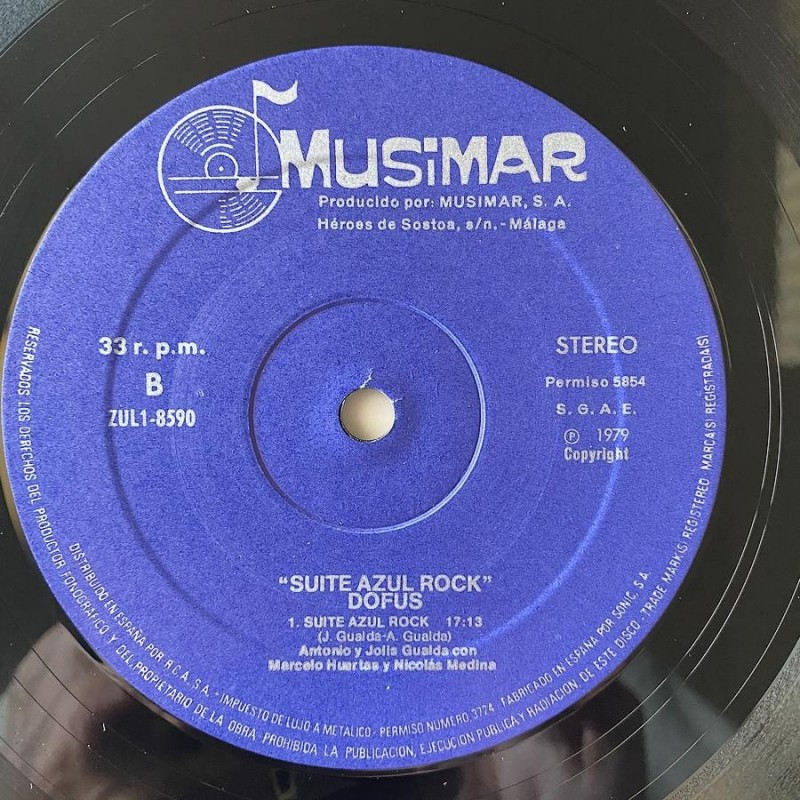 MUSIMAR
Producido por: MUSIMAR, S. A.
Héroes de Sostoa, s/n. - Málaga
33 r. p. m.
B
ZUL1-8590
STEREO
Permiso 5854
S. G. A. E.
Ⓟ 1979
Copyright
"SUITE AZUL ROCK"
DOFUS
1. SUITE AZUL ROCK 17:13
(J. Gualda-A. Gualda)
Antonio y Jolis Gualda con
Marcelo Huertas y Nicolás Medina
RESERVADOS LOS DERECHOS DEL PRODUCTOR FONOGRAFICO Y DEL PROPIETARIO DE LA OBRA PROHIBIDA LA PUBLICACION, EJECUCION PUBLICA Y RADIACION, DE ESTE DISCO - TRADE MARK(S) REGISTERED MARCA(S) REGISTRADA(S)
DISTRIBUIDO EN ESPAÑA POR R.C.A. S.A. - IMPUESTO DE LUJO A METALICO - PERMISO NUMERO, 3724 - FABRICADO EN ESPAÑA POR SONIC, S.A.